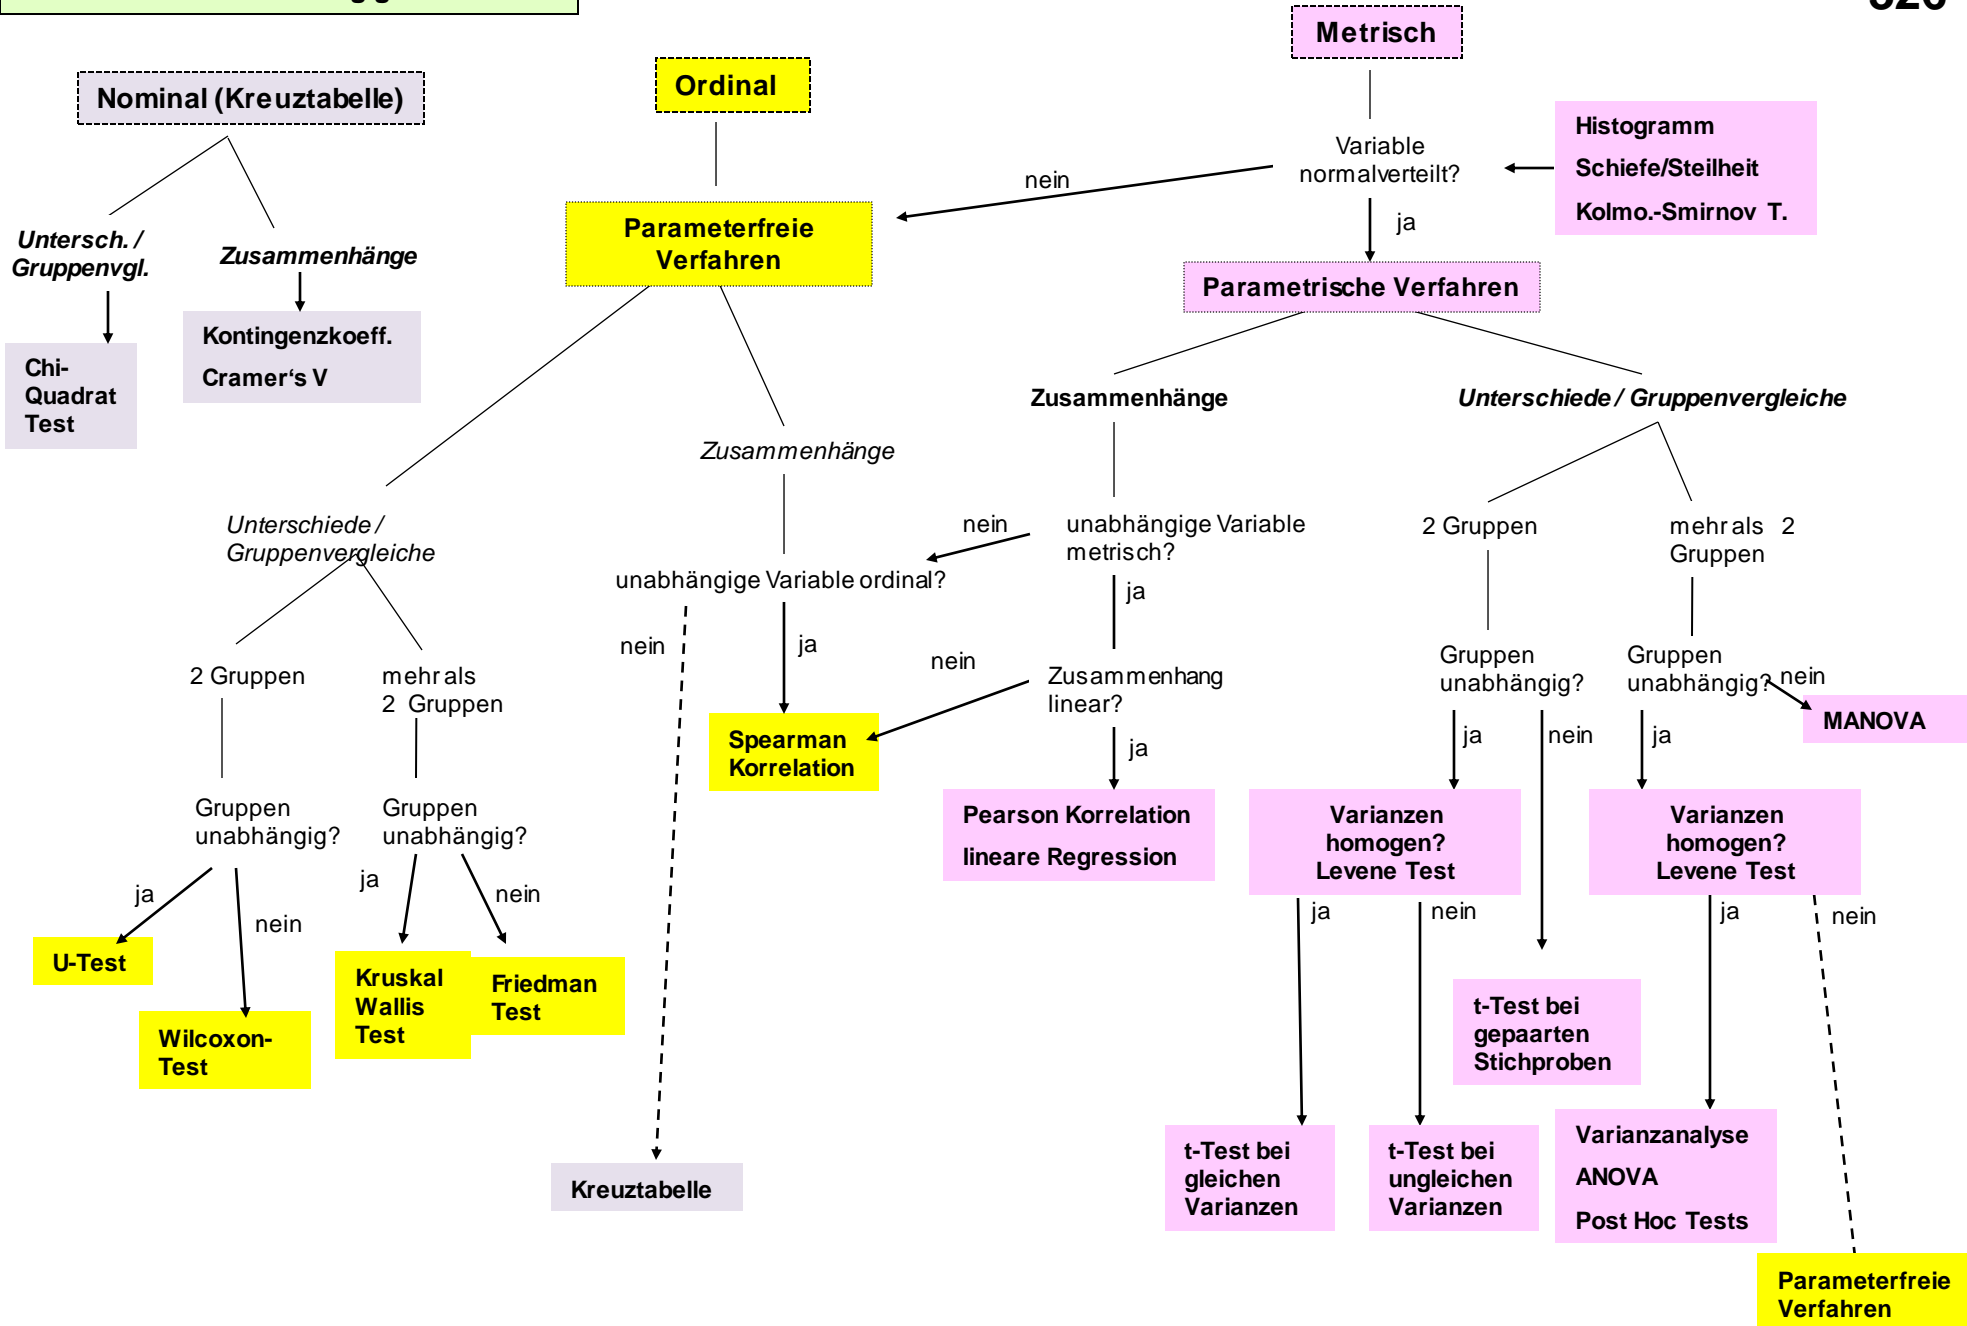 Metrisch
Ordinal
Nominal (Kreuztabelle)
Histogramm
Schiefe/Steilheit
Kolmo.-Smirnov T.
Variable
normalverteilt?
nein
ja
Parameterfreie
Verfahren
Untersch. /
Gruppenvgl.
Zusammenhänge
Parametrische Verfahren
Kontingenzkoeff.
Cramer‘s V
Chi-
Quadrat
Test
Zusammenhänge
Unterschiede / Gruppenvergleiche
Zusammenhänge
Unterschiede /
Gruppenvergleiche
nein
unabhängige Variable
metrisch?
2 Gruppen
mehr als 2
Gruppen
unabhängige Variable ordinal?
ja
nein
ja
nein
Zusammenhang
linear?
Gruppen
unabhängig?
Gruppen
unabhängig?
nein
MANOVA
2 Gruppen
mehr als
2 Gruppen
Spearman
Korrelation
ja
ja
nein
ja
Gruppen
unabhängig?
Gruppen
unabhängig?
Pearson Korrelation
lineare Regression
Varianzen
homogen?
Levene Test
Varianzen
homogen?
Levene Test
ja
nein
ja
nein
ja
nein
ja
nein
U-Test
Wilcoxon-
Test
Kruskal
Wallis
Test
Friedman
Test
t-Test bei
gepaarten
Stichproben
Kreuztabelle
t-Test bei
gleichen
Varianzen
t-Test bei
ungleichen
Varianzen
Varianzanalyse
ANOVA
Post Hoc Tests
Parameterfreie
Verfahren